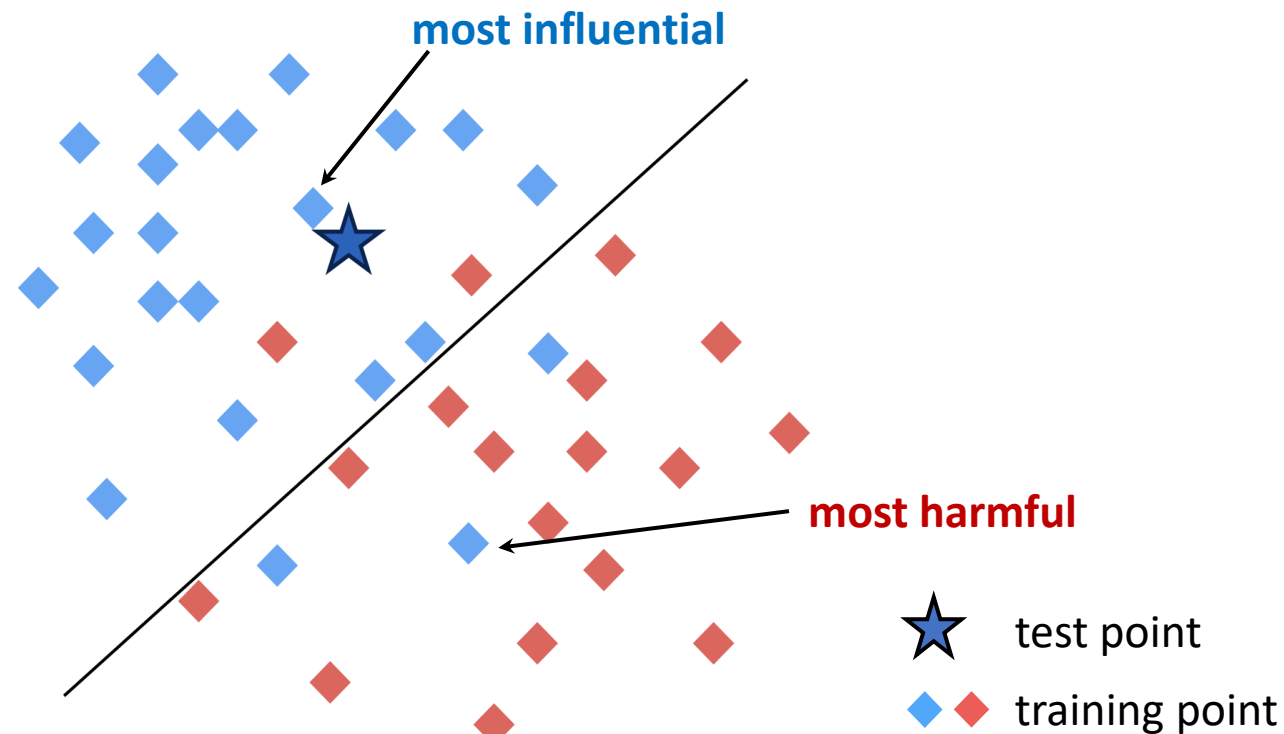 most influential
most harmful
test point
training point